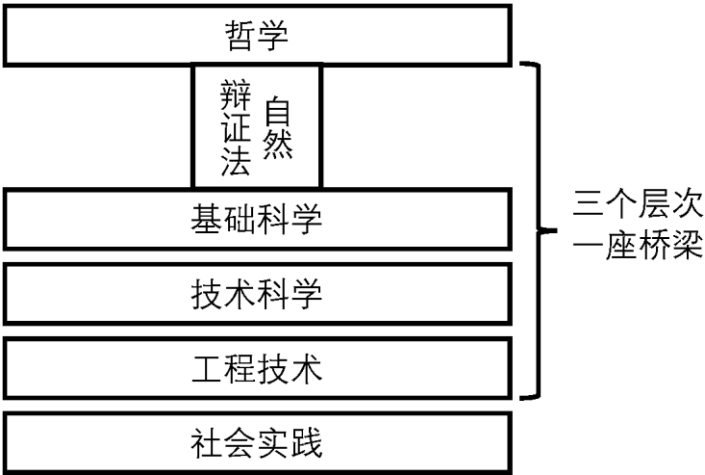 哲学
自然
辩证法
基础科学
技术科学
工程技术
社会实践
三个层次
一座桥梁